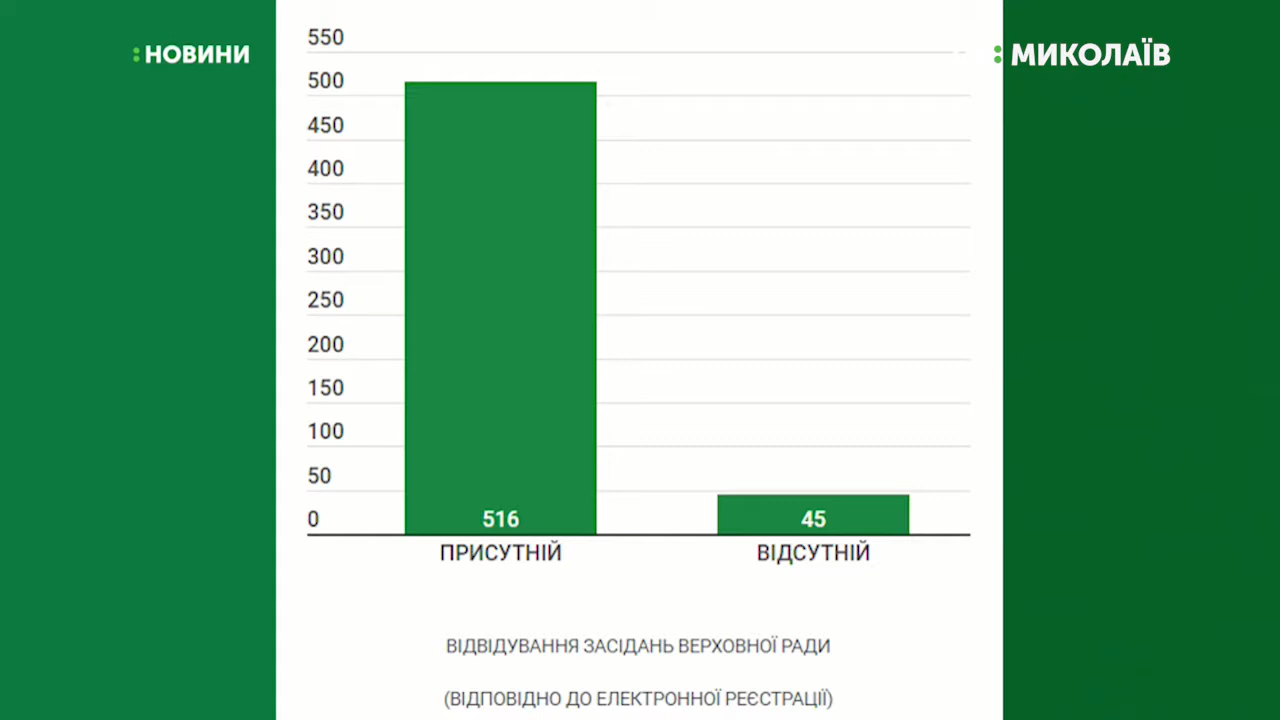 НОВИНИ
МИКОЛАЇВ
550
500
450
400
350
300
250
200
150
100
50
0
516
45
ПРИСУТНІЙ
ВІДСУТНІЙ
ВІДВІДУВАННЯ ЗАСІДАНЬ ВЕРХОВНОЇ РАДИ
(ВІДПОВІДНО ДО ЕЛЕКТРОННОЇ РЕЄСТРАЦІЇ)